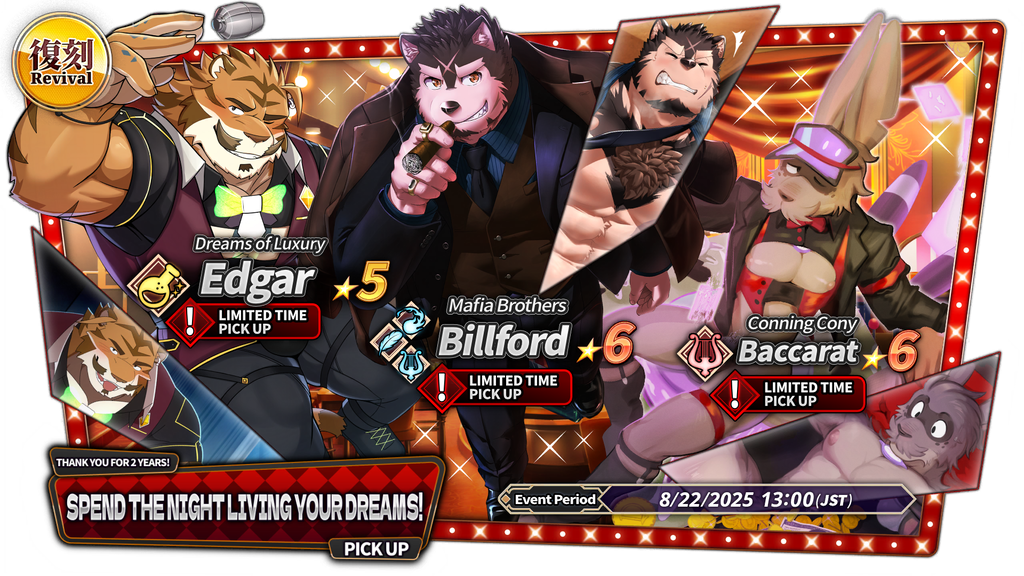 復刻
Revival
Dreams of Luxury
Edgar
5
LIMITED TIME
PICK UP
Mafia Brothers
Billford
6
LIMITED TIME
PICK UP
Conning Cony
Baccarat
6
LIMITED TIME
PICK UP
THANK YOU FOR 2 YEARS!
SPEND THE NIGHT LIVING YOUR DREAMS!
PICK UP
Event Period
8/22/2025 13:00(JST)